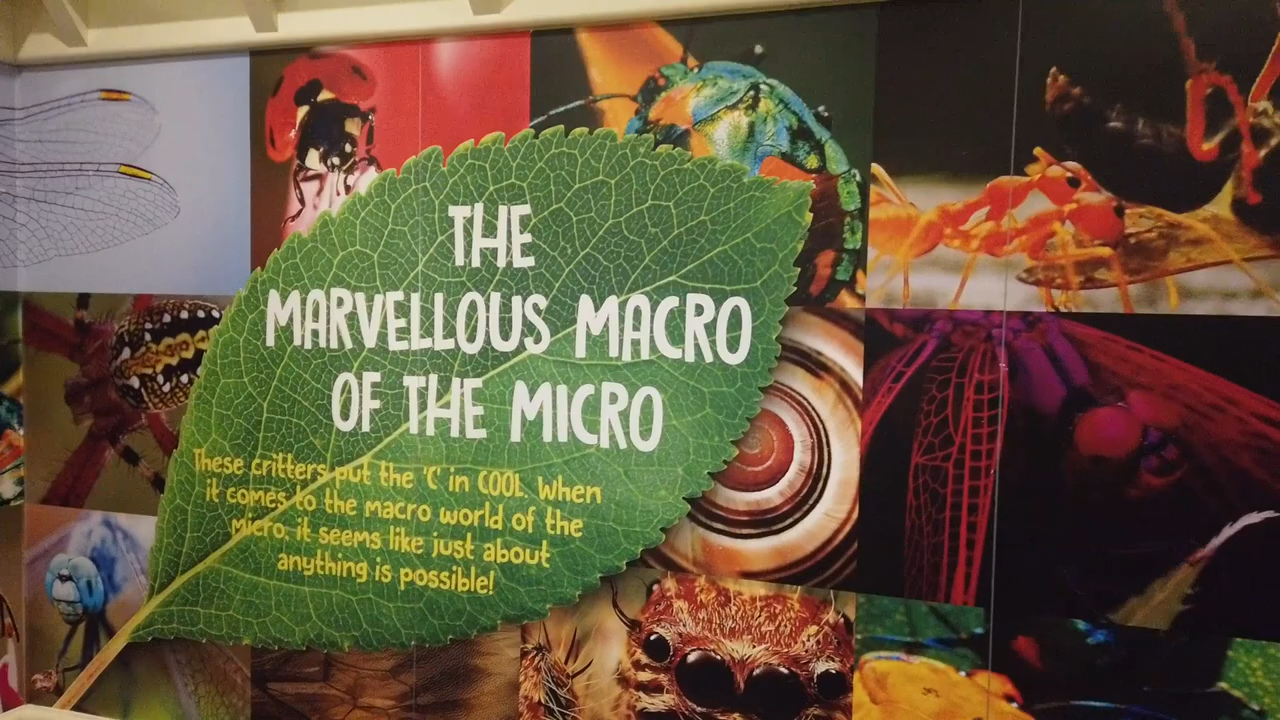 THE
MARVELLOUS MACRO
OF THE MICRO
These critters put the 'C' in COOL. When
it comes to the macro world of the
micro, it seems like just about
anything is possible!